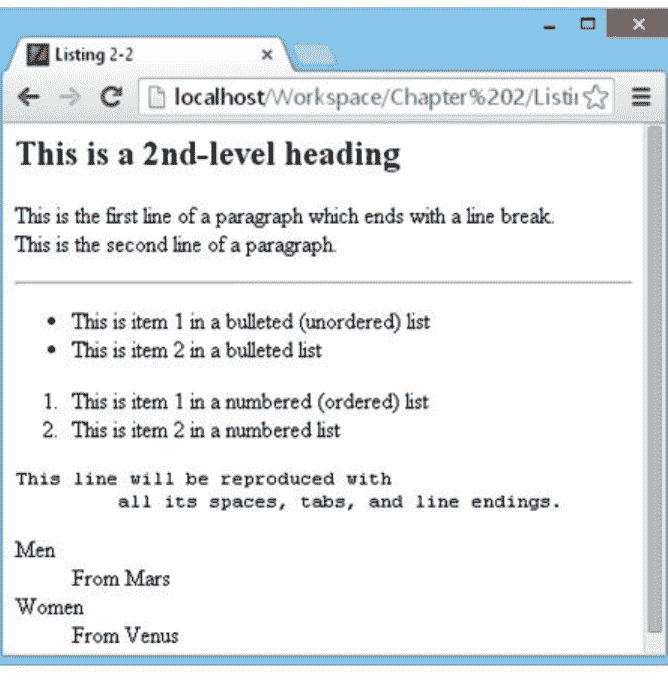 Listing 2-2
localhost/Workspace/Chapter%202/Listin
This is a 2nd-level heading
This is the first line of a paragraph which ends with a line break.
This is the second line of a paragraph.
• This is item 1 in a bulleted (unordered) list
• This is item 2 in a bulleted list
1. This is item 1 in a numbered (ordered) list
2. This is item 2 in a numbered list
This line will be reproduced with
all its spaces, tabs, and line endings.
Men
From Mars
Women
From Venus